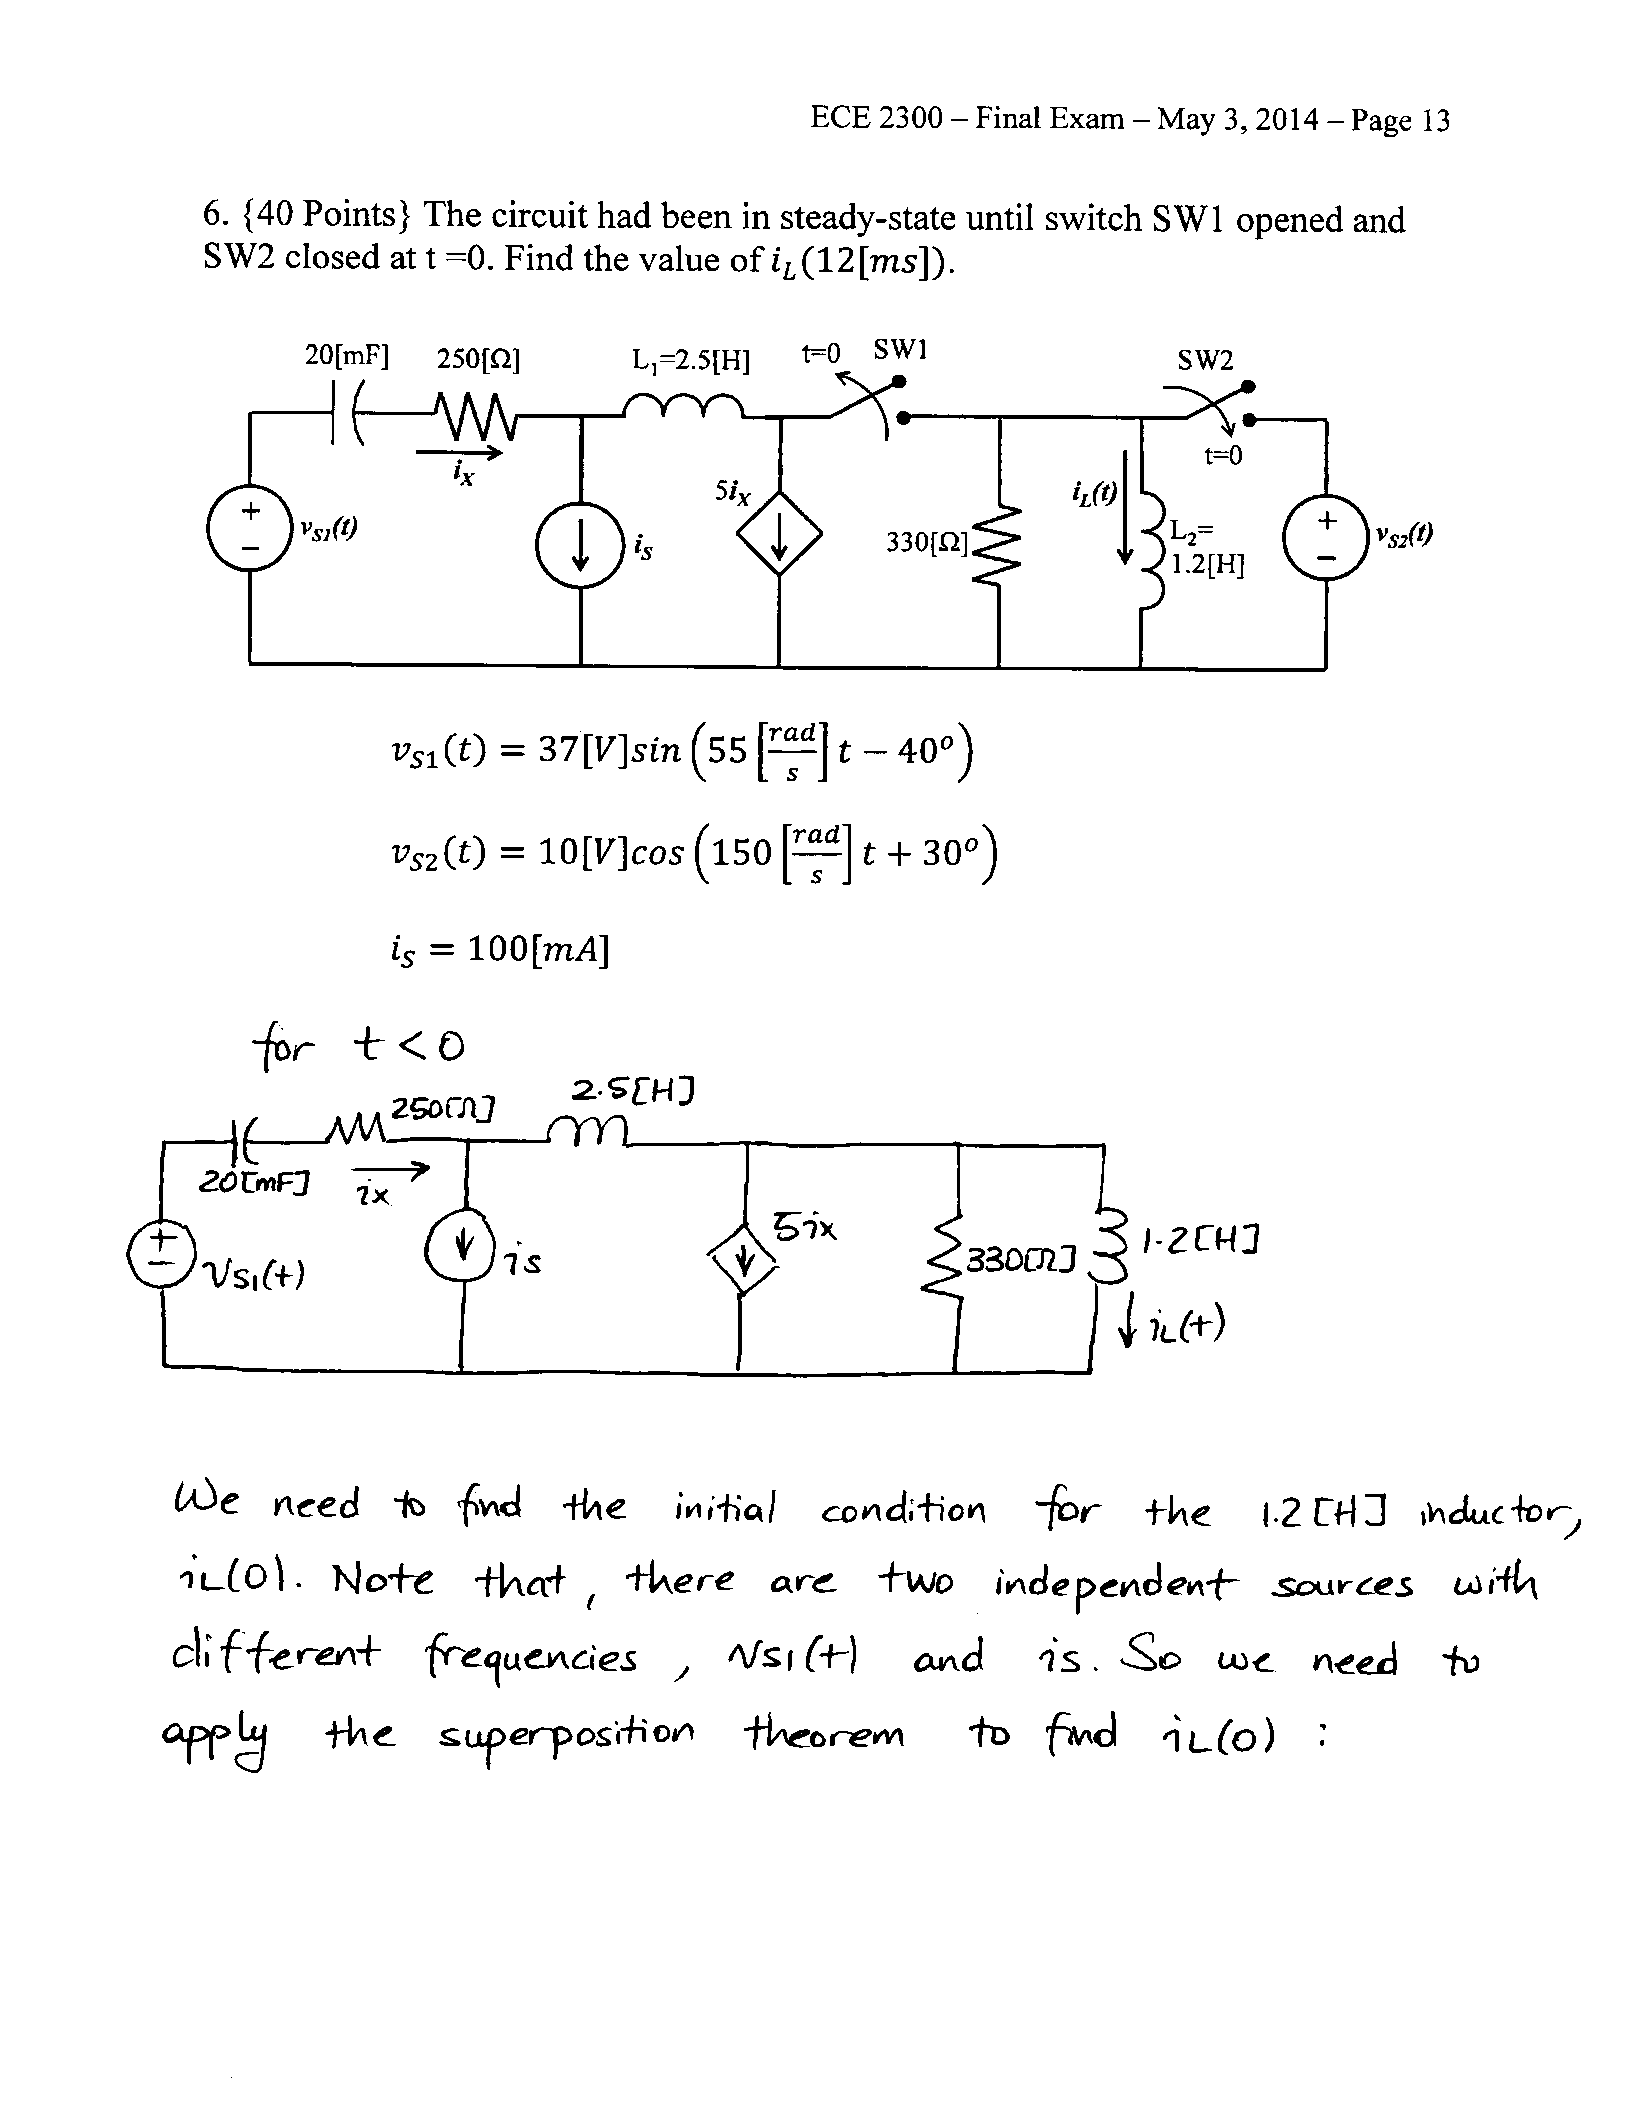 ECE 2300 – Final Exam – May 3, 2014 – Page 13
6. {40 Points} The circuit had been in steady-state until switch SW1 opened and
SW2 closed at t =0. Find the value of i_L(12[ms]).
20[mF] 250[Ω] L₁=2.5[H] t=0 SW1 SW2
i_X t=0
+ − v_S1(t) i_S 5i_X 330[Ω] i_L(t) L₂= 1.2[H] + − v_S2(t)
v_S1(t) = 37[V]sin(55[rad/s]t − 40°)
v_S2(t) = 10[V]cos(150[rad/s]t + 30°)
i_S = 100[mA]
for t<0
250[Ω] 2.5[H]
20[mF] ix
+ − vS1(t) is 5ix 330[Ω] 1.2[H]
iL(t)
We need to find the initial condition for the 1.2[H] inductor,
iL(0). Note that, there are two independent sources with
different frequencies, vS1(t) and is. So we need to
apply the superposition theorem to find iL(0) :